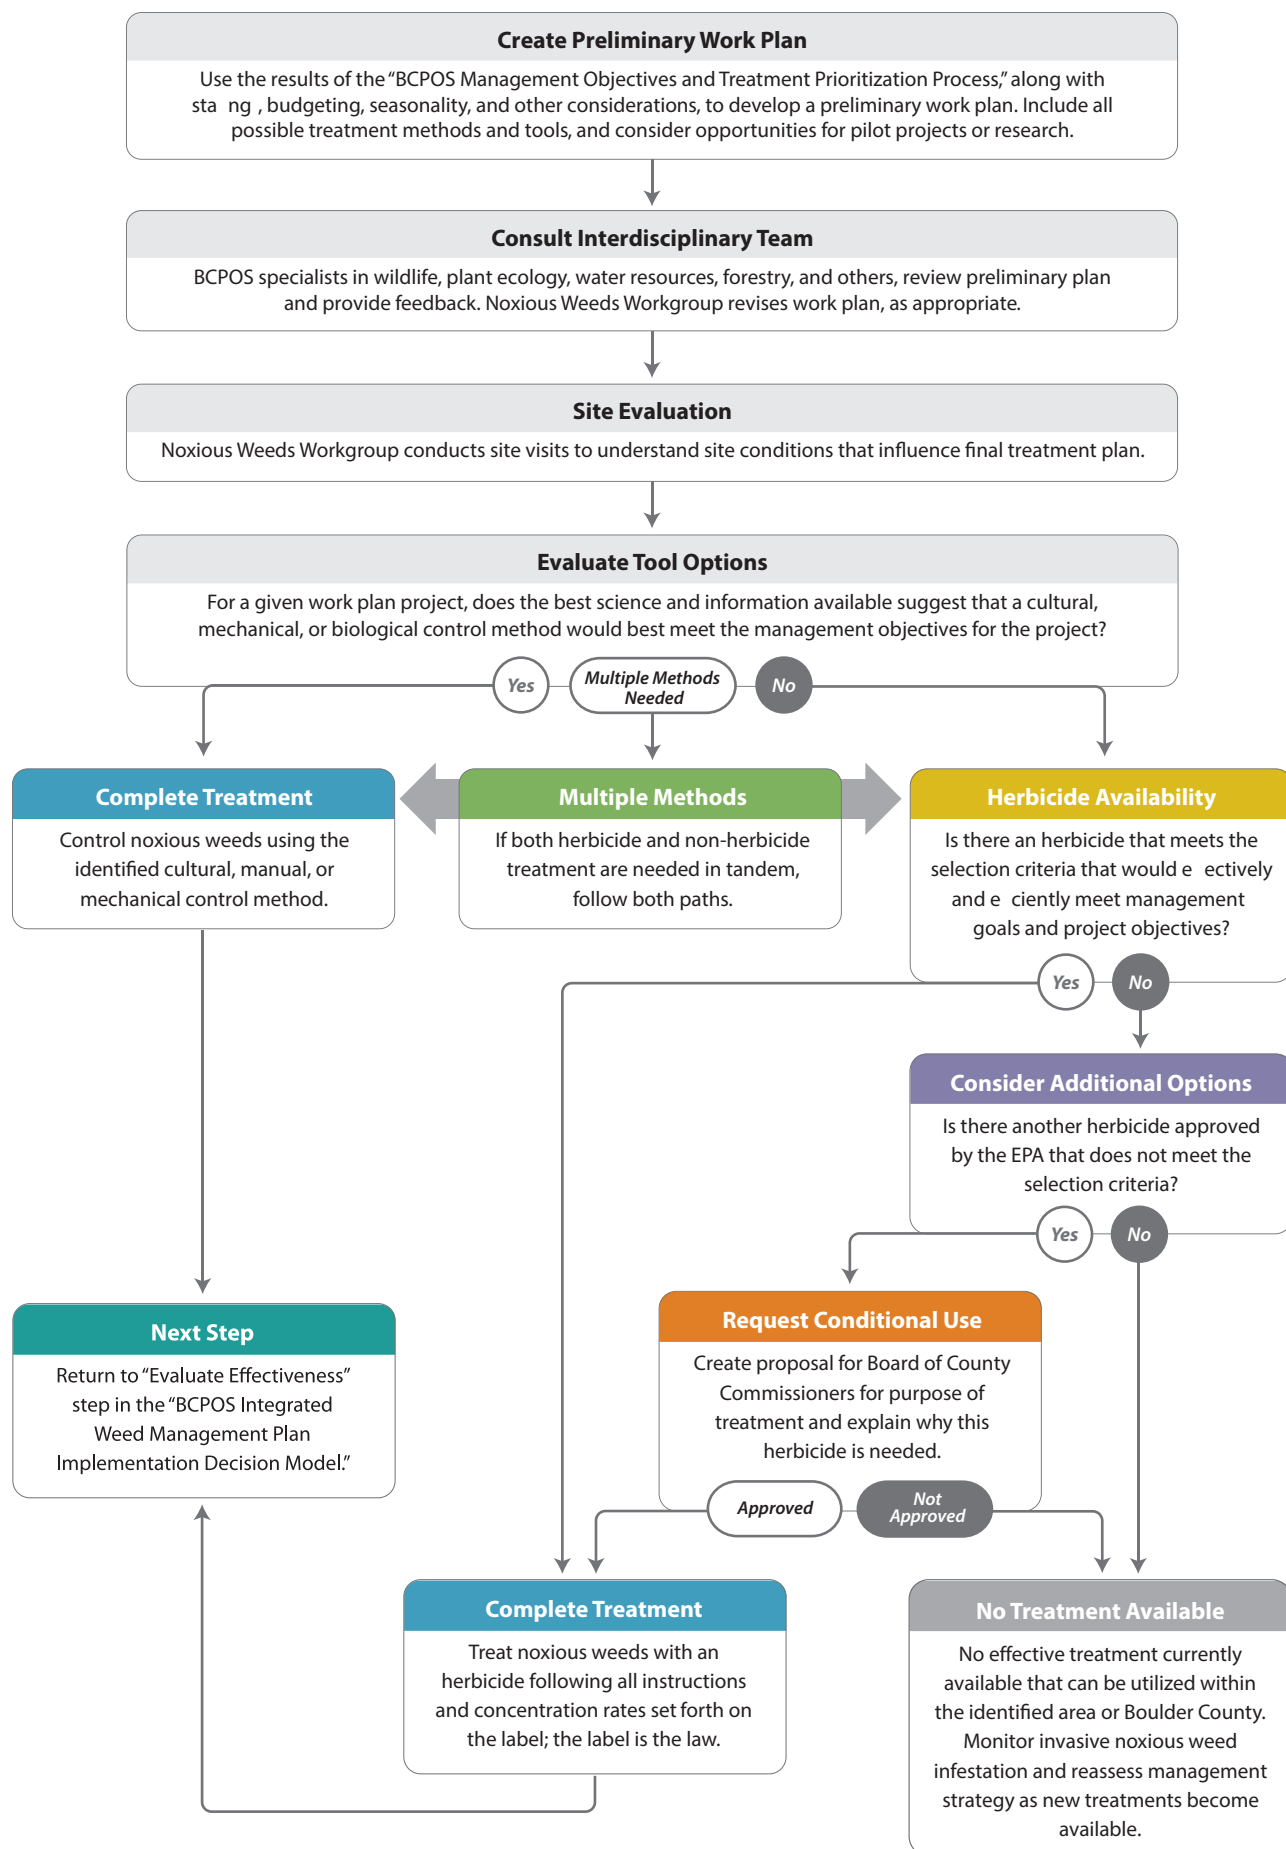 Create Preliminary Work Plan
Use the results of the “BCPOS Management Objectives and Treatment Prioritization Process,” along with
sta ng , budgeting, seasonality, and other considerations, to develop a preliminary work plan. Include all
possible treatment methods and tools, and consider opportunities for pilot projects or research.
Consult Interdisciplinary Team
BCPOS specialists in wildlife, plant ecology, water resources, forestry, and others, review preliminary plan
and provide feedback. Noxious Weeds Workgroup revises work plan, as appropriate.
Site Evaluation
Noxious Weeds Workgroup conducts site visits to understand site conditions that influence final treatment plan.
Evaluate Tool Options
For a given work plan project, does the best science and information available suggest that a cultural,
mechanical, or biological control method would best meet the management objectives for the project?
Yes
Multiple Methods
Needed
No
Complete Treatment
Control noxious weeds using the
identified cultural, manual, or
mechanical control method.
Multiple Methods
If both herbicide and non-herbicide
treatment are needed in tandem,
follow both paths.
Herbicide Availability
Is there an herbicide that meets the
selection criteria that would e ectively
and e ciently meet management
goals and project objectives?
Yes
No
Consider Additional Options
Is there another herbicide approved
by the EPA that does not meet the
selection criteria?
Yes
No
Next Step
Return to “Evaluate Effectiveness”
step in the “BCPOS Integrated
Weed Management Plan
Implementation Decision Model.”
Request Conditional Use
Create proposal for Board of County
Commissioners for purpose of
treatment and explain why this
herbicide is needed.
Approved
Not
Approved
Complete Treatment
Treat noxious weeds with an
herbicide following all instructions
and concentration rates set forth on
the label; the label is the law.
No Treatment Available
No effective treatment currently
available that can be utilized within
the identified area or Boulder County.
Monitor invasive noxious weed
infestation and reassess management
strategy as new treatments become
available.